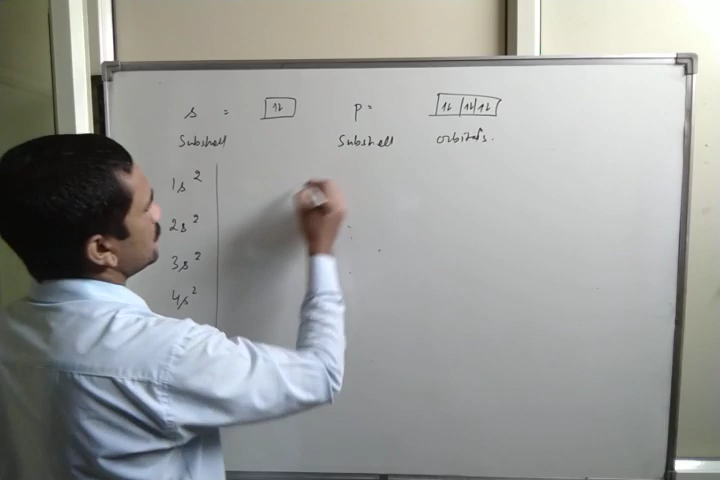 s = ↿⇂ p = ↿⇂ ↿⇂ ↿⇂
Subshell Subshell orbitals.
1s²
2s²
3s²
4s²